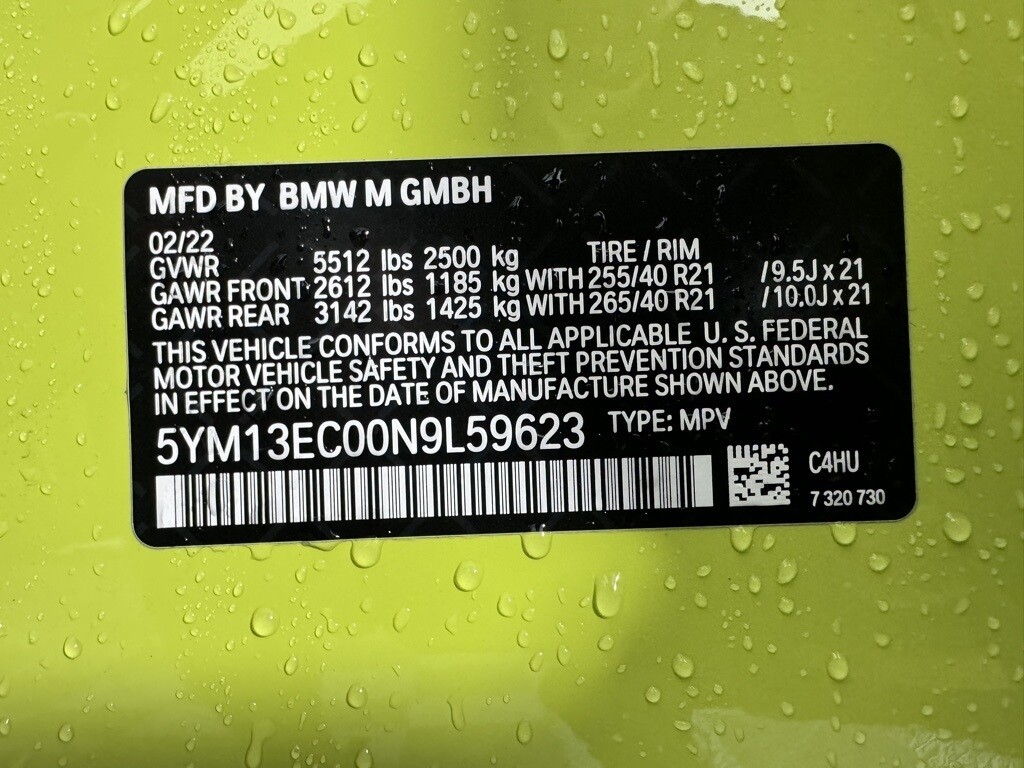 MFD BY BMW M GMBH
02/22
GVWR 5512 lbs 2500 kg TIRE / RIM
GAWR FRONT 2612 lbs 1185 kg WITH 255/40 R21 /9.5J x 21
GAWR REAR 3142 lbs 1425 kg WITH 265/40 R21 /10.0J x 21
THIS VEHICLE CONFORMS TO ALL APPLICABLE U. S. FEDERAL
MOTOR VEHICLE SAFETY AND THEFT PREVENTION STANDARDS
IN EFFECT ON THE DATE OF MANUFACTURE SHOWN ABOVE.
5YM13EC00N9L59623 TYPE: MPV
C4HU
7 320 730